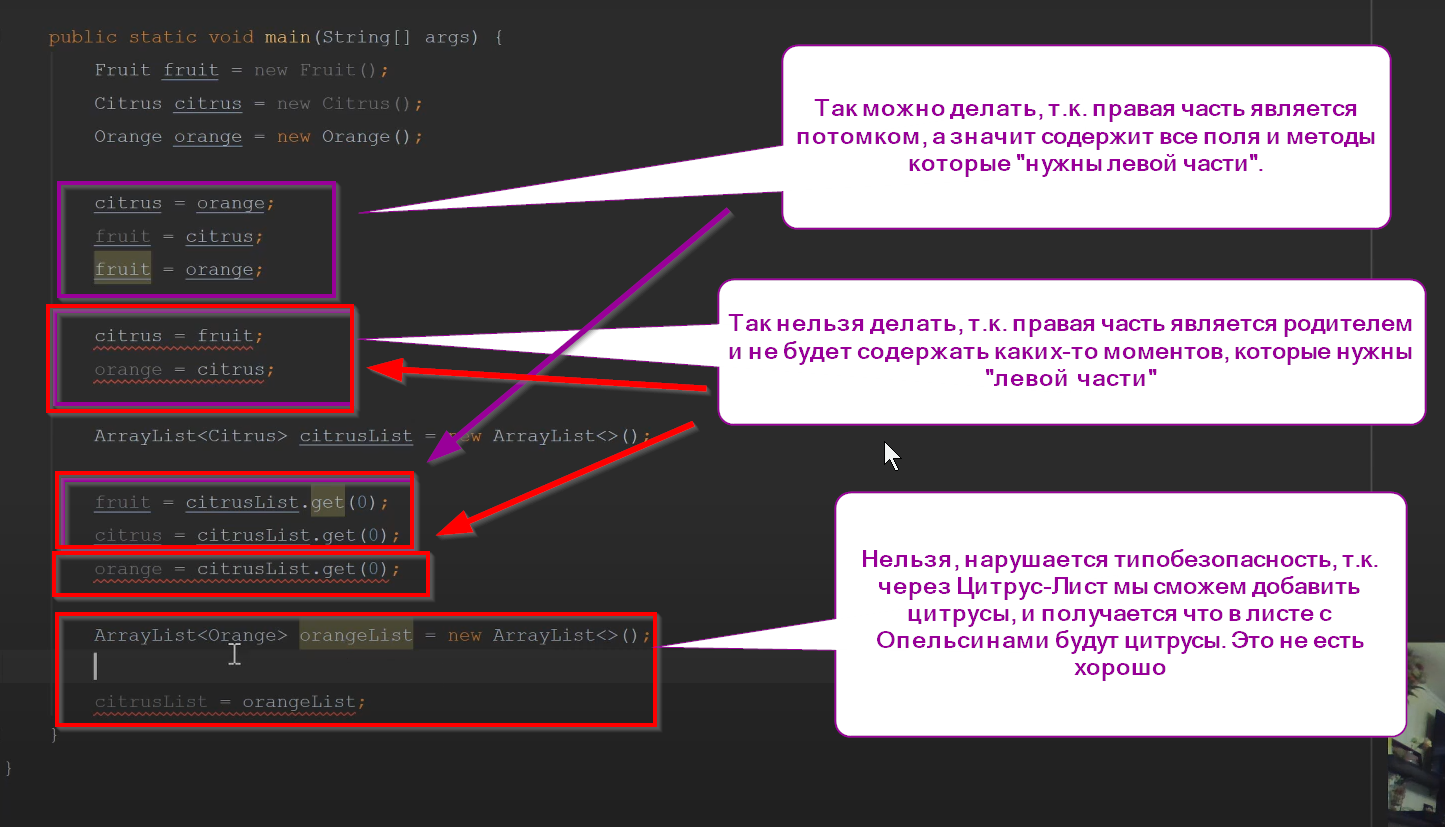 public static void main(String[] args) {
Fruit fruit = new Fruit();
Citrus citrus = new Citrus();
Orange orange = new Orange();
citrus = orange;
fruit = citrus;
fruit = orange;
citrus = fruit;
orange = citrus;
ArrayList<Citrus> citrusList = new ArrayList<>();
fruit = citrusList.get(0);
citrus = citrusList.get(0);
orange = citrusList.get(0);
ArrayList<Orange> orangeList = new ArrayList<>();
citrusList = orangeList;
}
}
Так можно делать, т.к. правая часть является
потомком, а значит содержит все поля и методы
которые "нужны левой части".
Так нельзя делать, т.к. правая часть является родителем
и не будет содержать каких-то моментов, которые нужны
"левой части"
Нельзя, нарушается типобезопасность, т.к.
через Цитрус-Лист мы сможем добавить
цитрусы, и получается что в листе с
Опельсинами будут цитрусы. Это не есть
хорошо